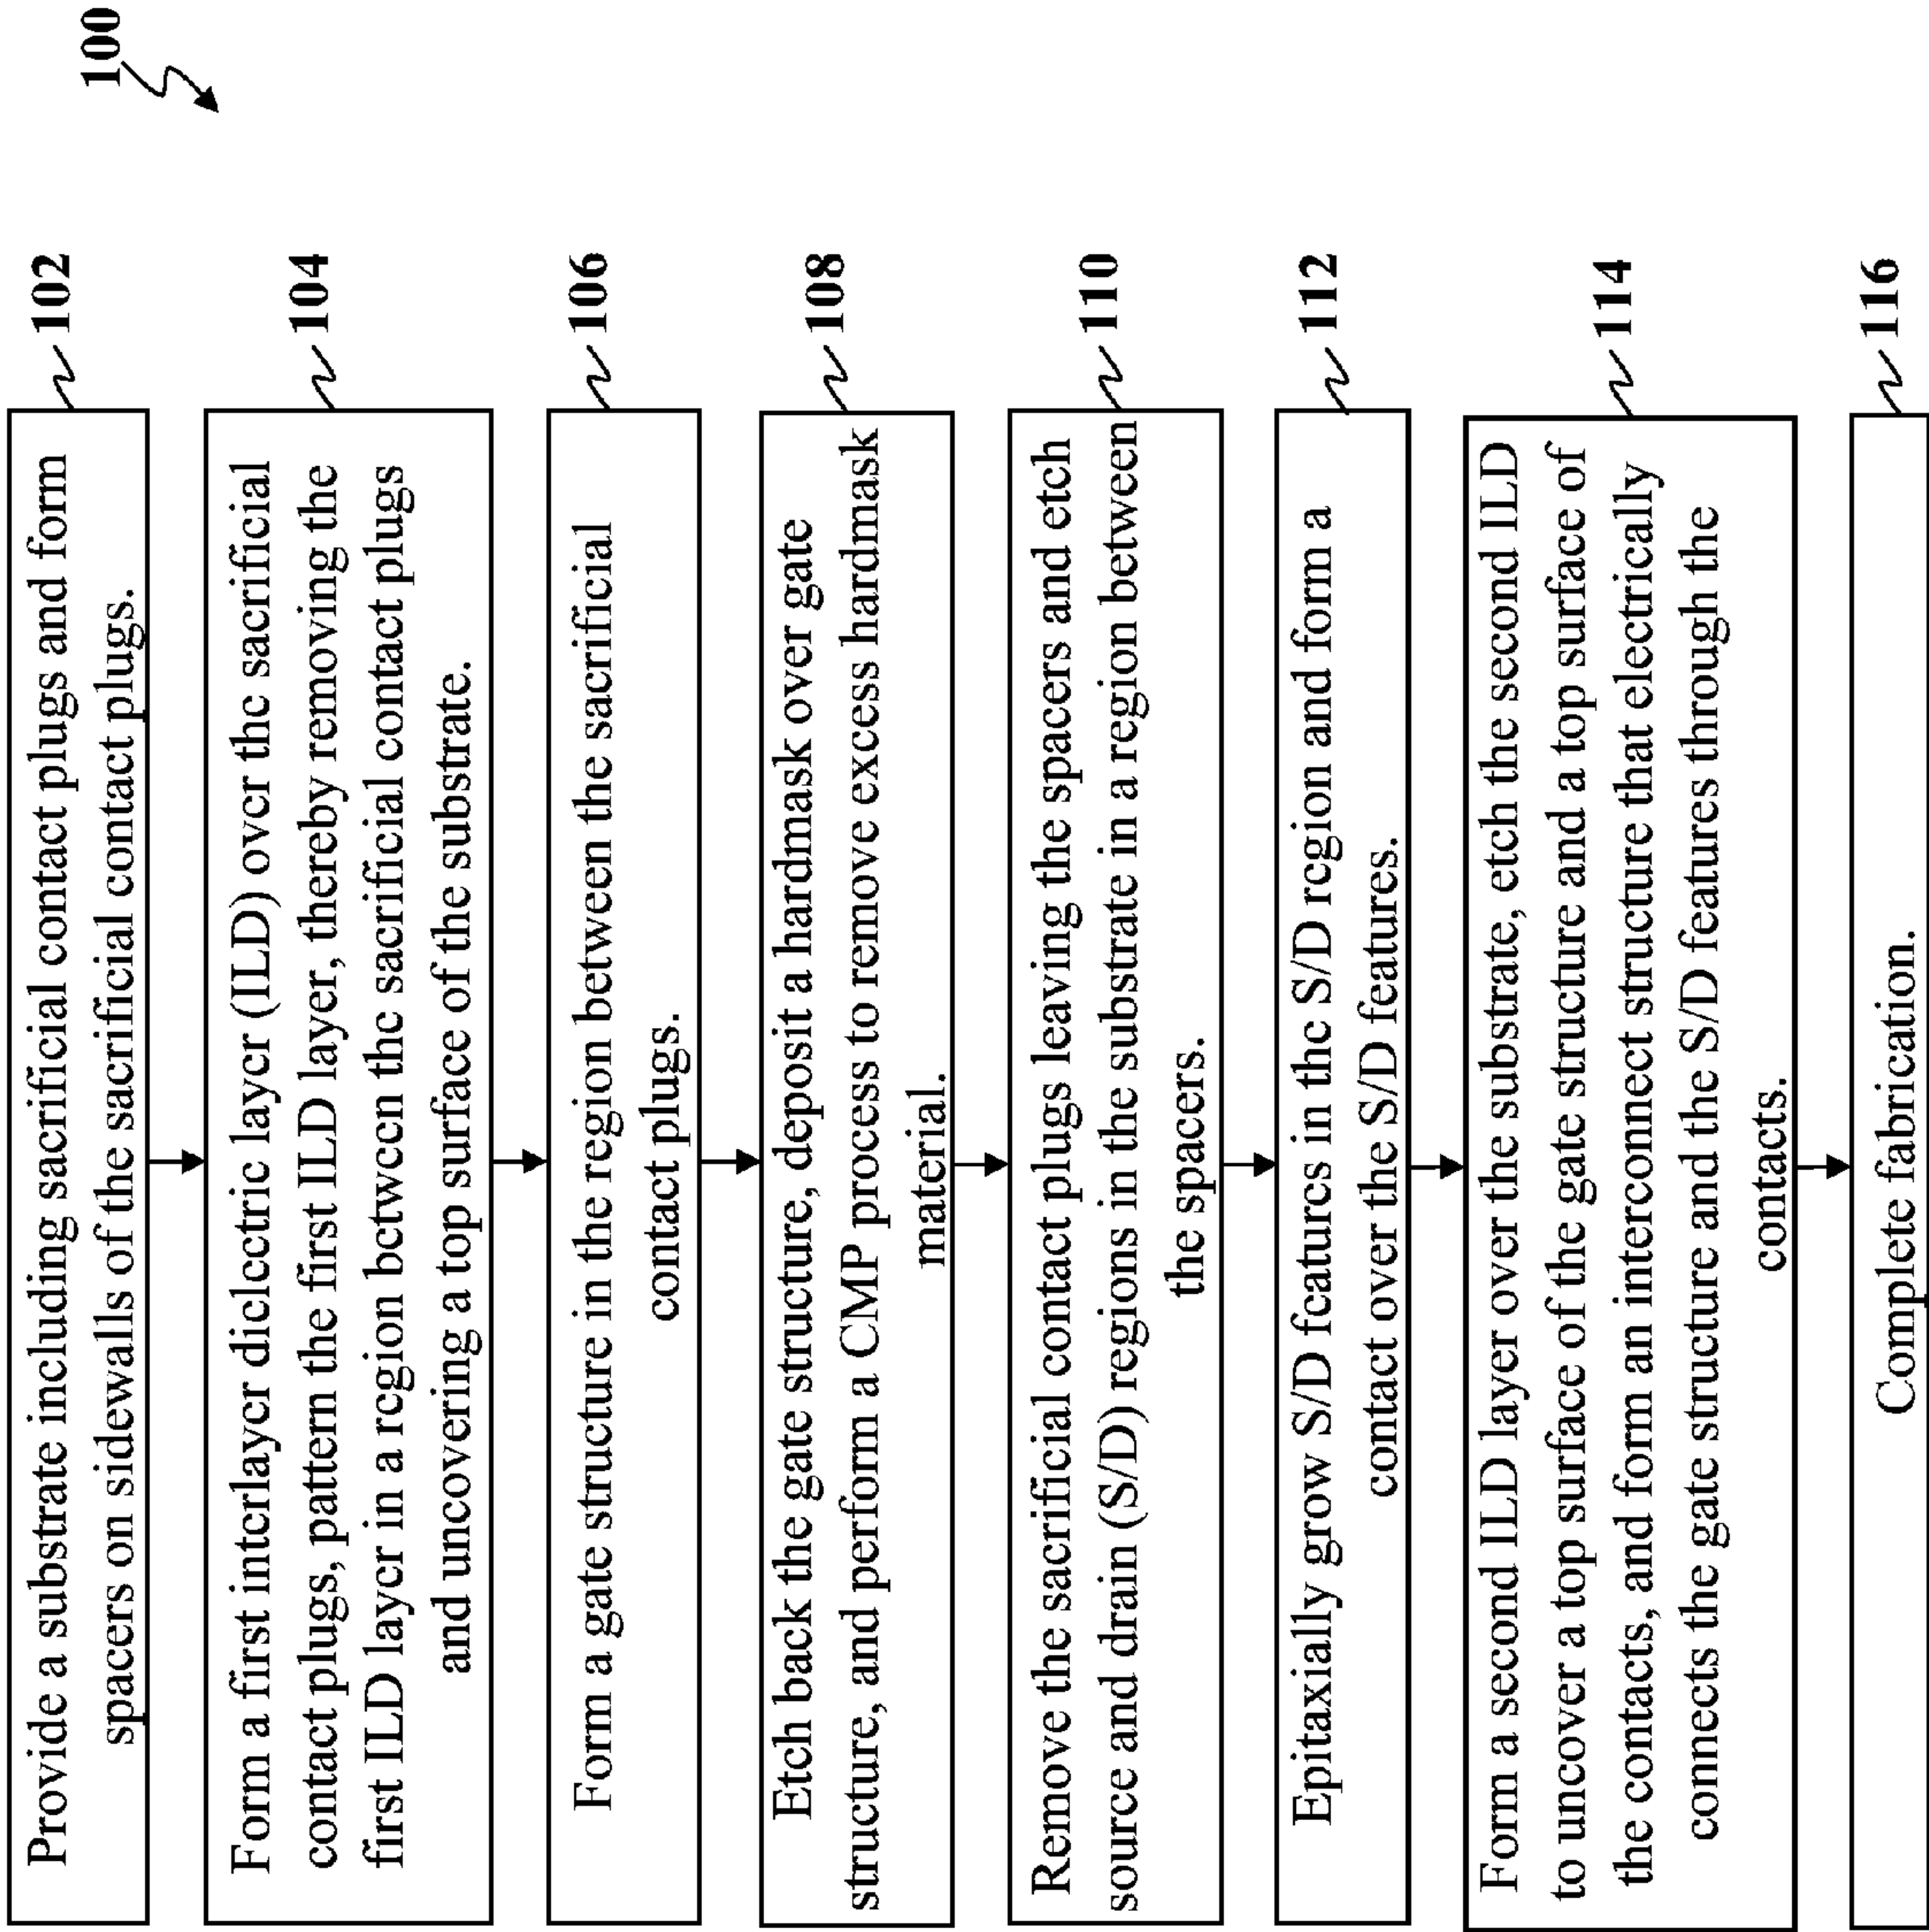 100
Provide a substrate including sacrificial contact plugs and form
spacers on sidewalls of the sacrificial contact plugs.
102
Form a first interlayer dielectric layer (ILD) over the sacrificial
contact plugs, pattern the first ILD layer, thereby removing the
first ILD layer in a region between the sacrificial contact plugs
and uncovering a top surface of the substrate.
104
Form a gate structure in the region between the sacrificial
contact plugs.
106
Etch back the gate structure, deposit a hardmask over gate
structure, and perform a CMP process to remove excess hardmask
material.
108
Remove the sacrificial contact plugs leaving the spacers and etch
source and drain (S/D) regions in the substrate in a region between
the spacers.
110
Epitaxially grow S/D features in the S/D region and form a
contact over the S/D features.
112
Form a second ILD layer over the substrate, etch the second ILD
to uncover a top surface of the gate structure and a top surface of
the contacts, and form an interconnect structure that electrically
connects the gate structure and the S/D features through the
contacts.
114
Complete fabrication.
116